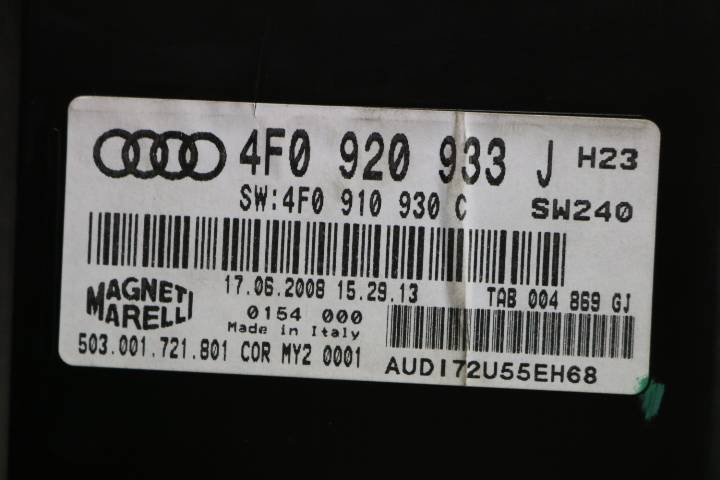 4F0 920 933 J H23
SW:4F0 910 930 C SW240
17.06.2008 15.29.13 TAB 004 869 GJ
MAGNETI
MARELLI
0154 000
Made in Italy
503.001.721.801 COR MY2 0001
AUDI72U55EH68